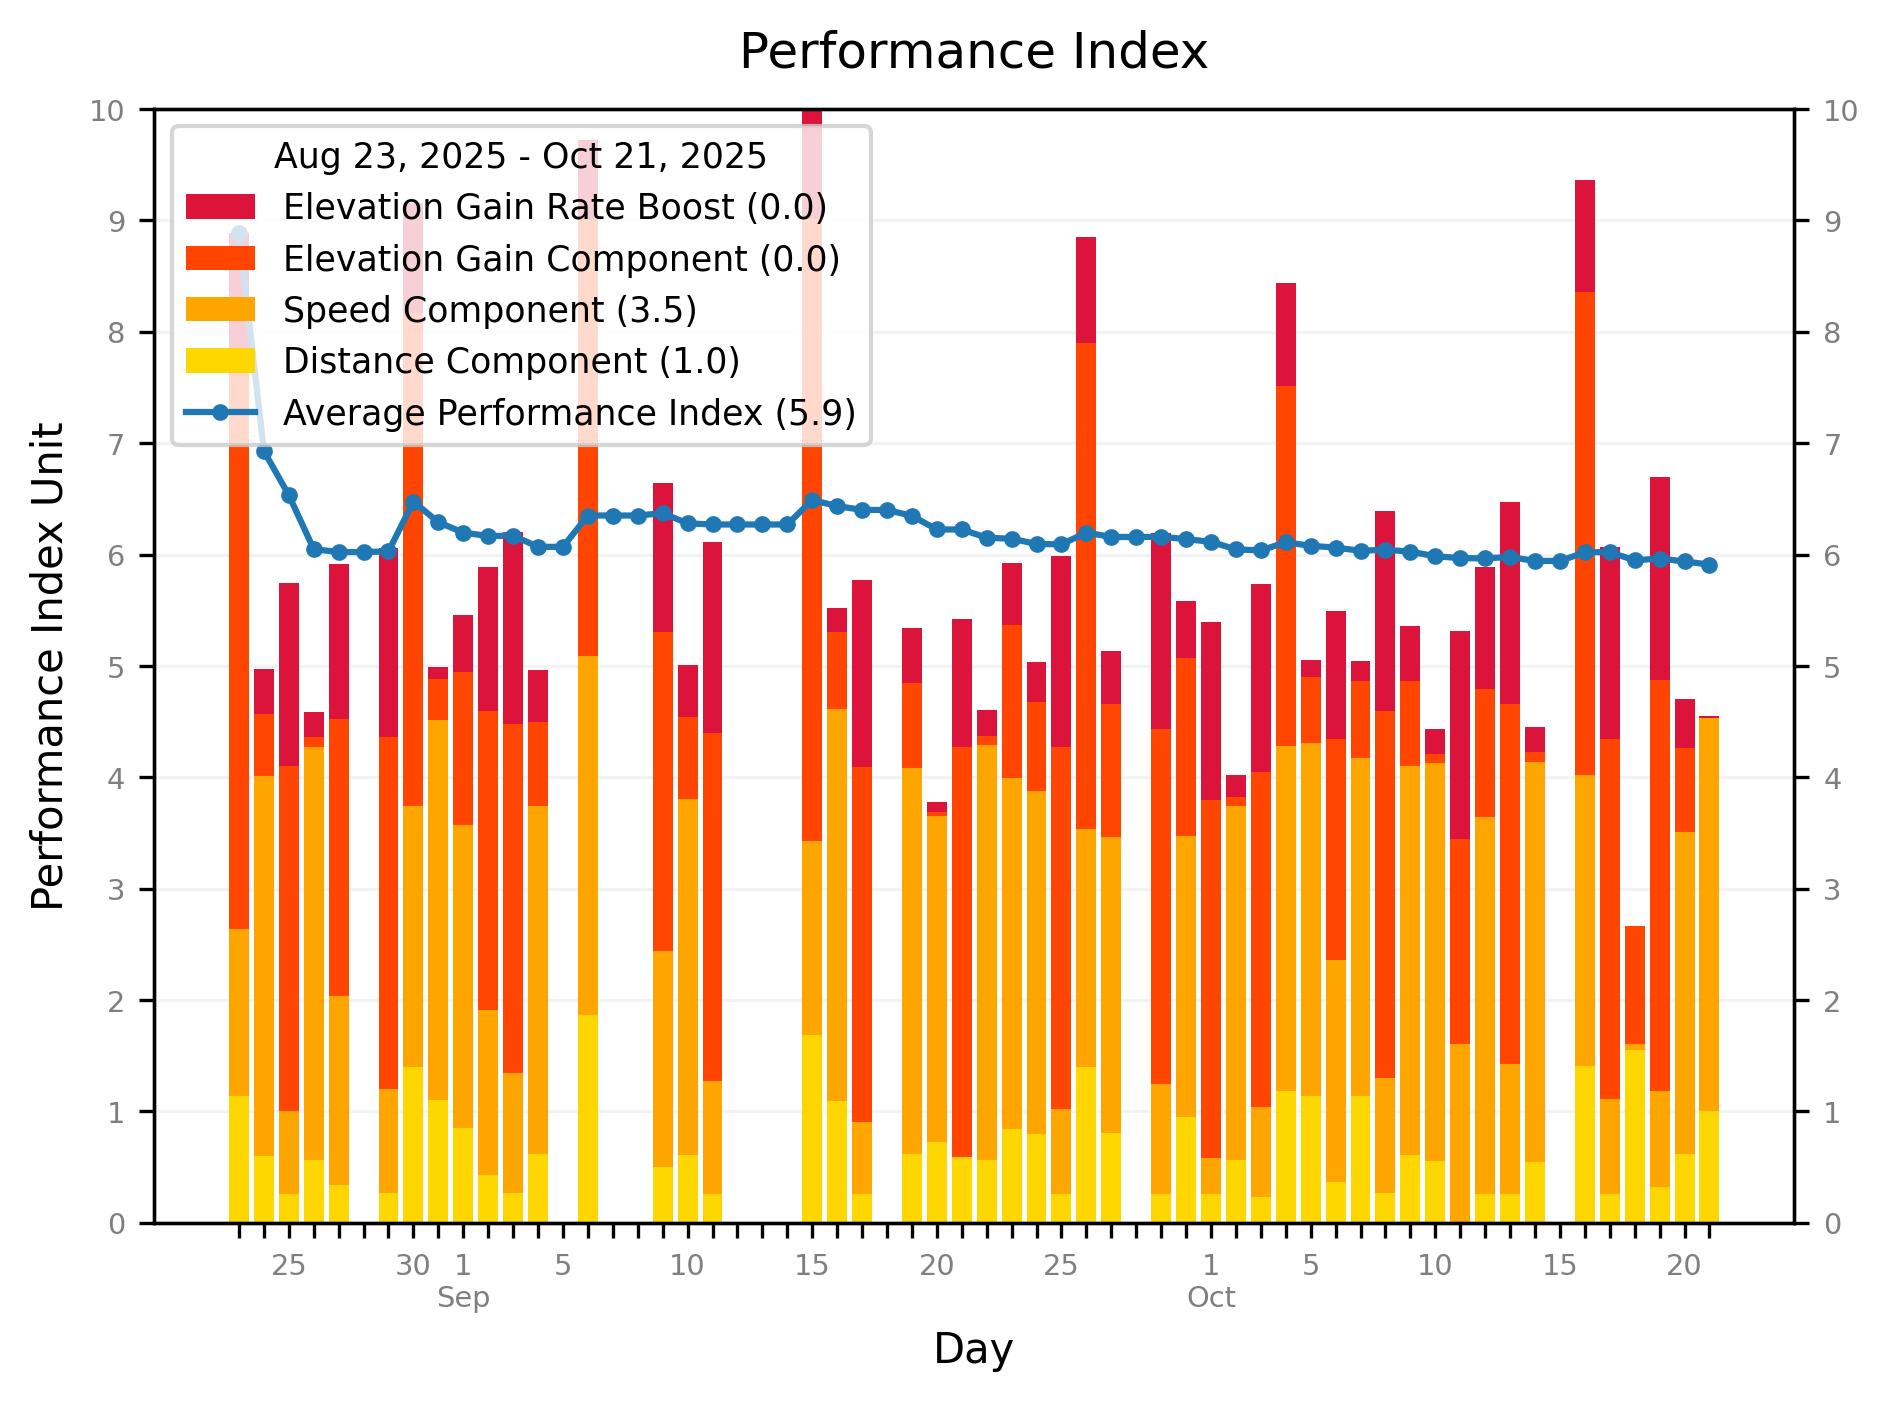 Performance Index
Aug 23, 2025 - Oct 21, 2025
Elevation Gain Rate Boost (0.0)
Elevation Gain Component (0.0)
Speed Component (3.5)
Distance Component (1.0)
Average Performance Index (5.9)
Performance Index Unit
10
9
8
7
6
5
4
3
2
1
0
10
9
8
7
6
5
4
3
2
1
0
25 30 1 5 10 15 20 25 1 5 10 15 20
Sep Oct
Day